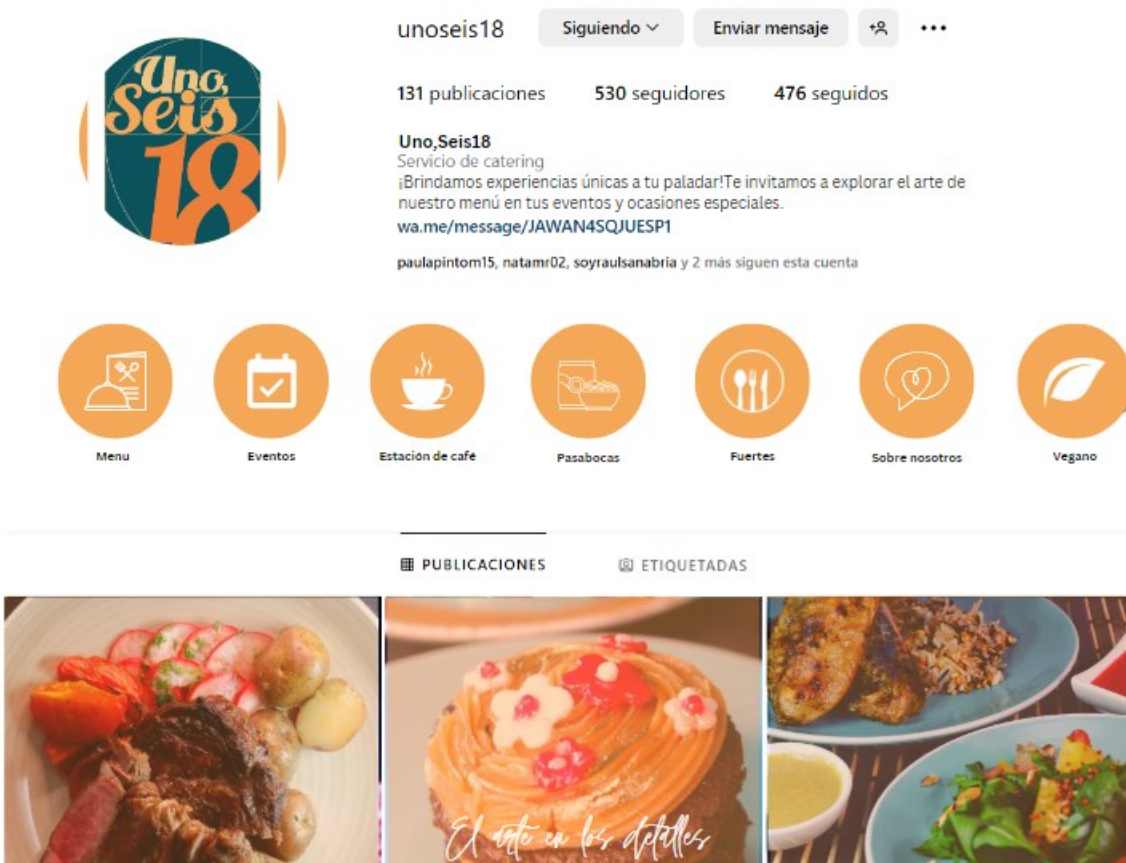 unoseis18 Siguiendo Enviar mensaje
Uno,
Seis
18
131 publicaciones 530 seguidores 476 seguidos
Uno,Seis18
Servicio de catering
¡Brindamos experiencias únicas a tu paladar!Te invitamos a explorar el arte de
nuestro menú en tus eventos y ocasiones especiales.
wa.me/message/JAWAN4SQJUESP1
paulapintom15, natamr02, soyraulsanabria y 2 más siguen esta cuenta
Menu Eventos Estación de café Pasabocas Fuertes Sobre nosotros Vegano
PUBLICACIONES ETIQUETADAS
El arte en los detalles